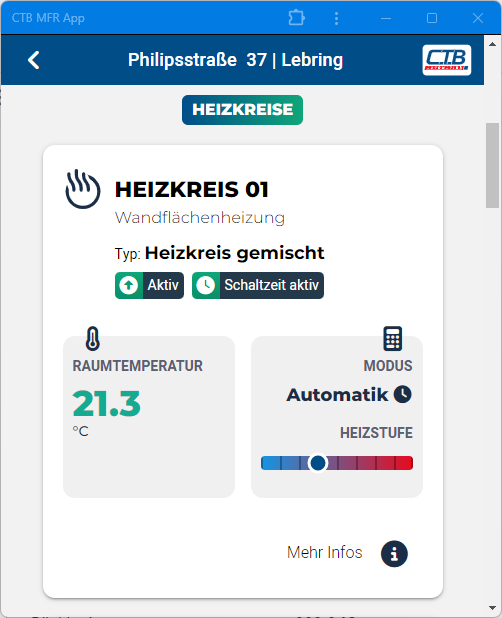 CTB MFR App
Philipsstraße 37 | Lebring
CTB
HEIZKREISE
HEIZKREIS 01
Wandflächenheizung
Typ: Heizkreis gemischt
Aktiv
Schaltzeit aktiv
RAUMTEMPERATUR
21.3
°C
MODUS
Automatik
HEIZSTUFE
Mehr Infos